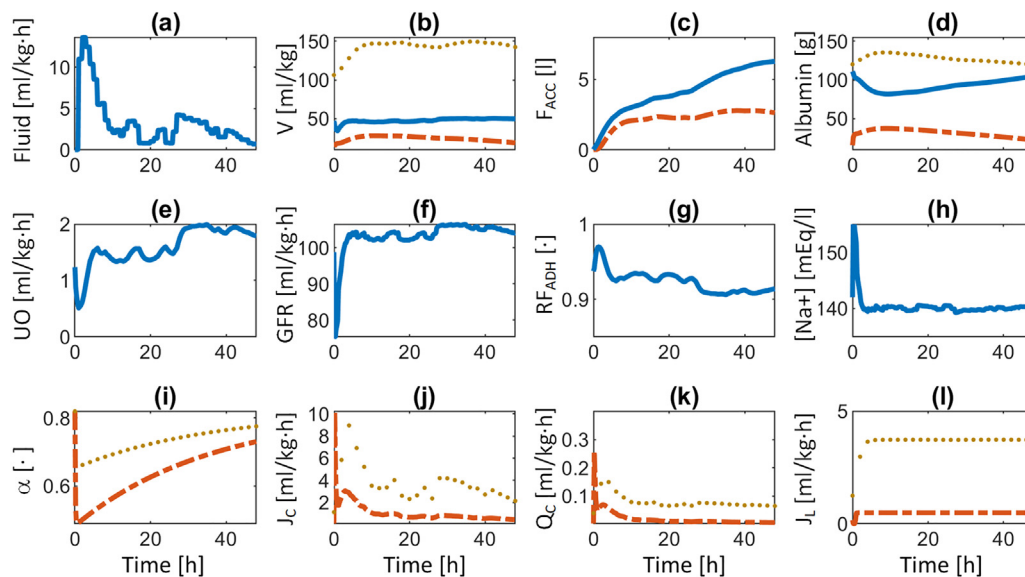 (a) (b) (c) (d)
Fluid [ml/kg·h] 10 5 0 0 20 40
V [ml/kg] 150 100 50 0 20 40
F_ACC [l] 5 0 0 20 40
Albumin [g] 150 100 50 0 0 20 40
(e) (f) (g) (h)
UO [ml/kg·h] 2 1 0 0 20 40
GFR [ml/kg·h] 100 90 80 0 20 40
RF_ADH [·] 1 0.9 0 20 40
[Na+] [mEq/l] 150 140 0 20 40
(i) (j) (k) (l)
α [·] 0.8 0.6 0 20 40
J_C [ml/kg·h] 10 8 6 4 2 0 20 40
Q_C [ml/kg·h] 0.3 0.2 0.1 0 20 40
J_L [ml/kg·h] 5 0 0 20 40
Time [h] Time [h] Time [h] Time [h]